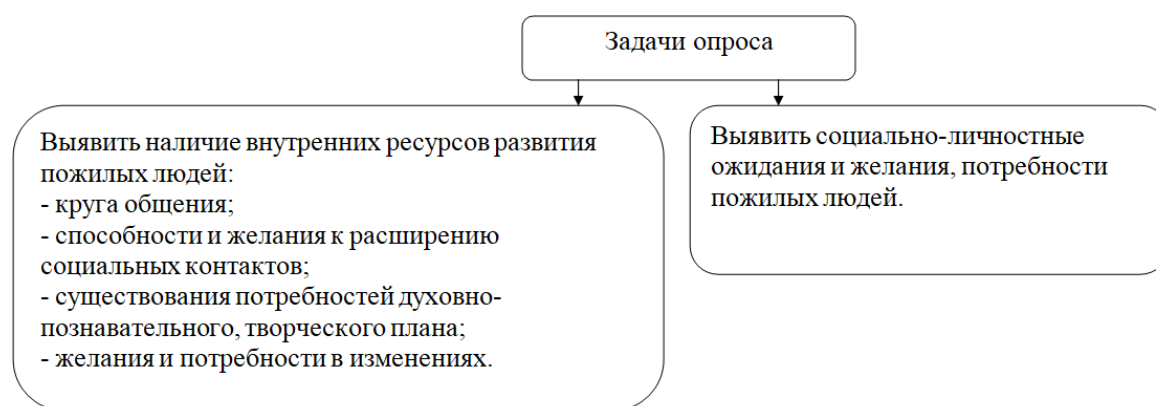 Задачи опроса
Выявить наличие внутренних ресурсов развития
пожилых людей:
- круга общения;
- способности и желания к расширению
социальных контактов;
- существования потребностей духовно-
познавательного, творческого плана;
- желания и потребности в изменениях.
Выявить социально-личностные
ожидания и желания, потребности
пожилых людей.